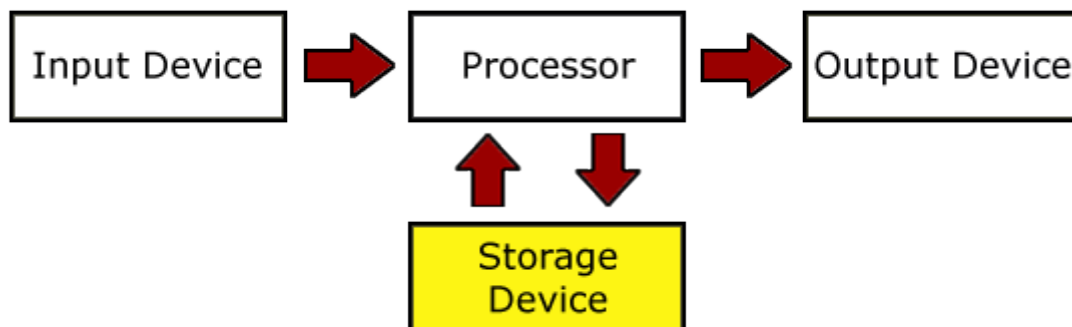 Input Device
Processor
Output Device
Storage
Device